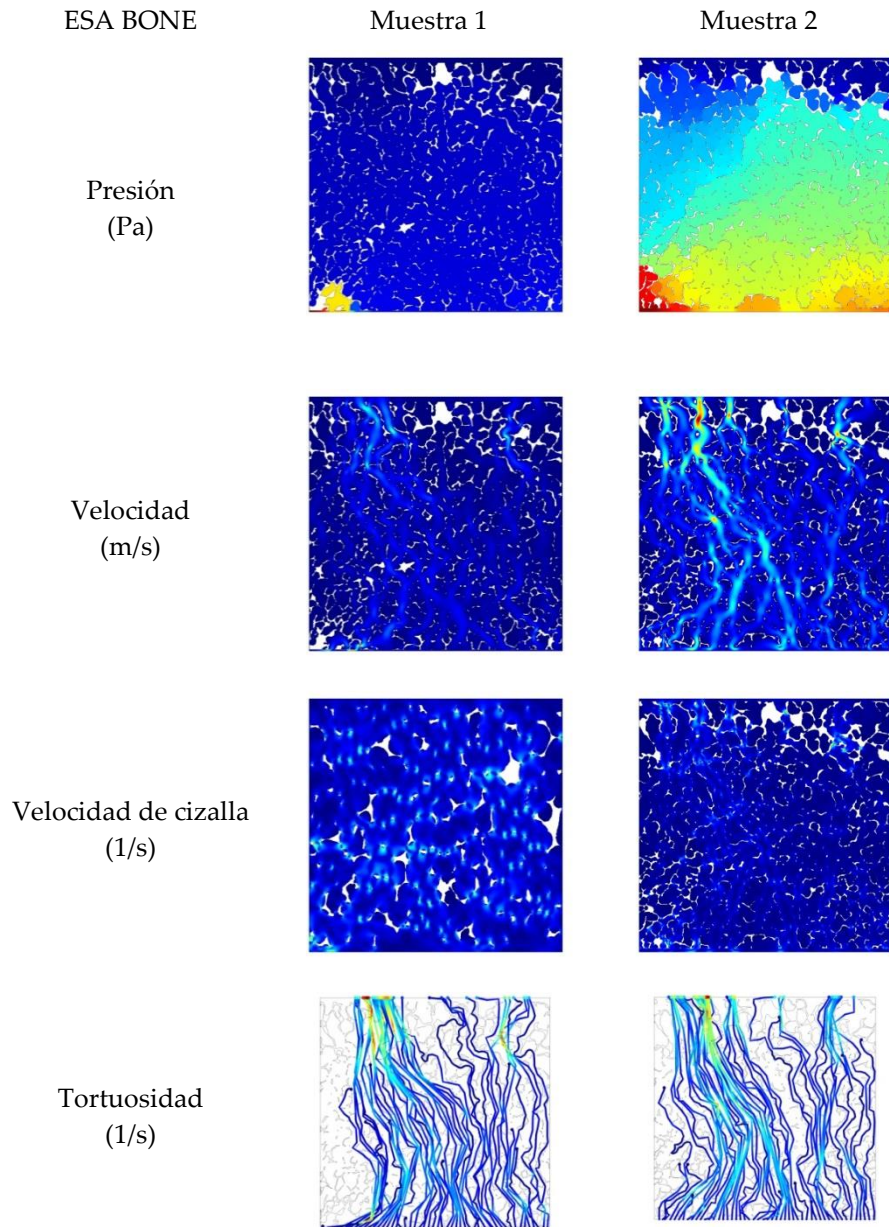 ESA BONE Muestra 1 Muestra 2
Presión
(Pa)
Velocidad
(m/s)
Velocidad de cizalla
(1/s)
Tortuosidad
(1/s)